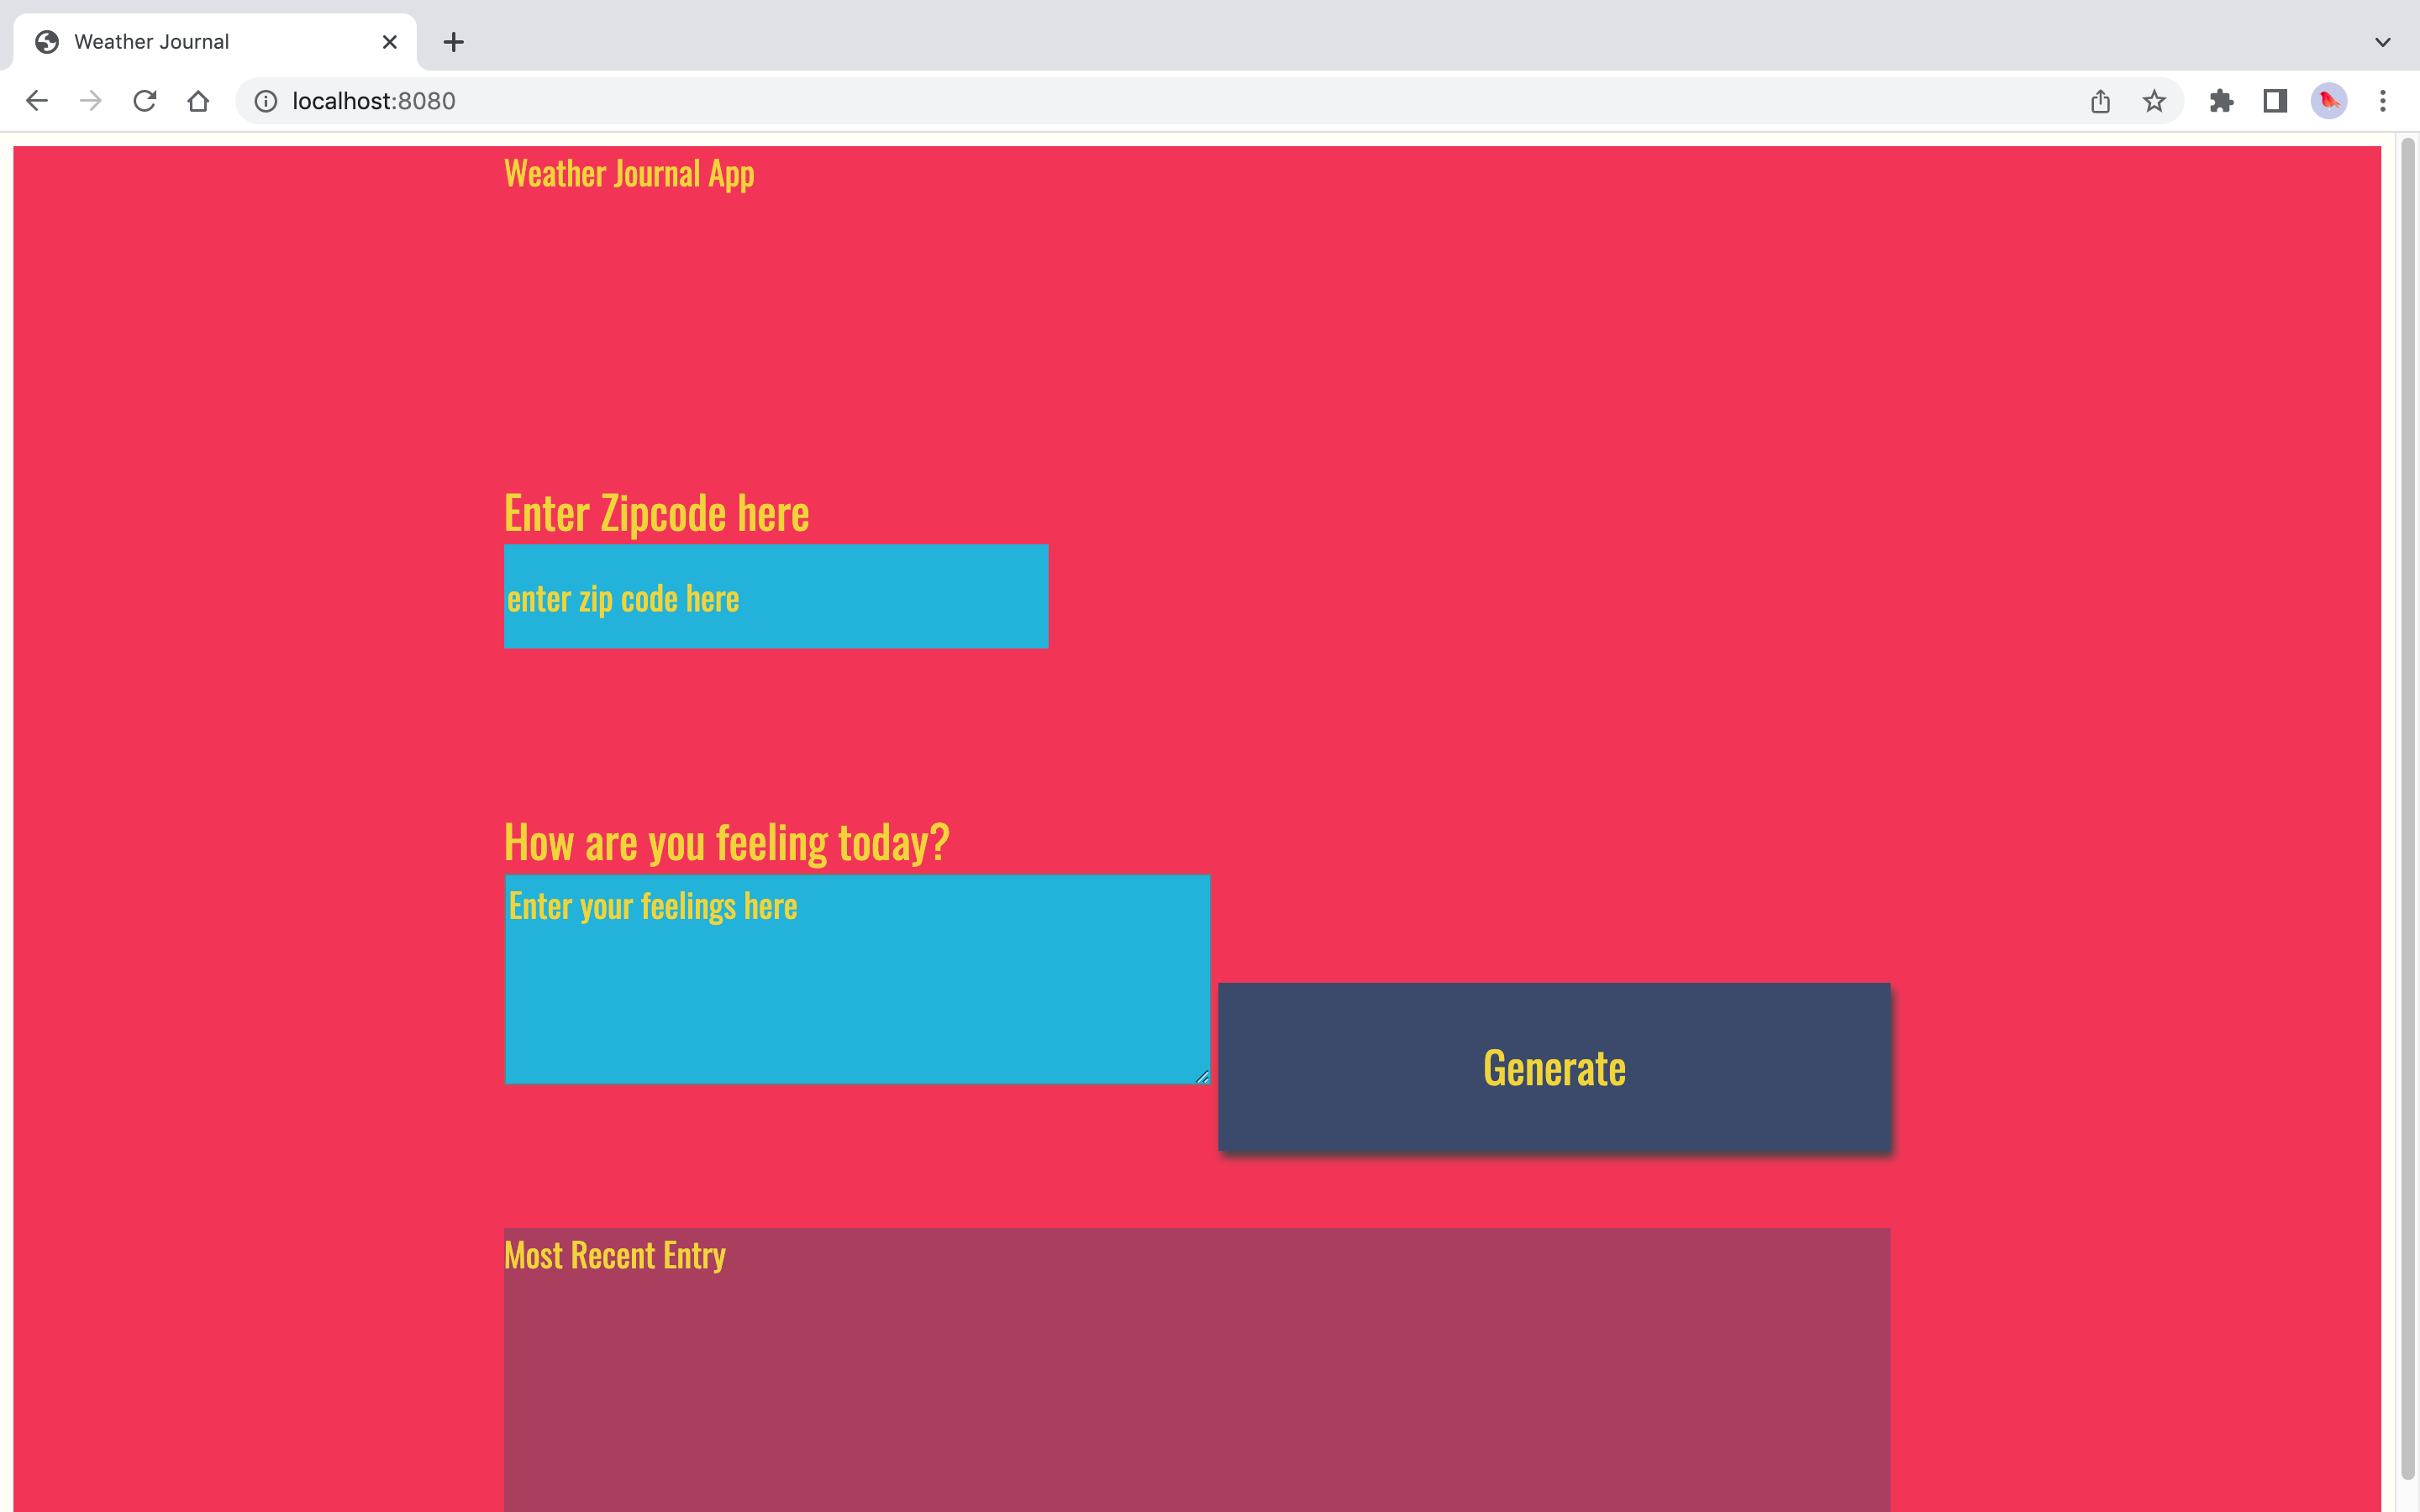 Weather Journal
localhost:8080
Weather Journal App
Enter Zipcode here
enter zip code here
How are you feeling today?
Enter your feelings here
Generate
Most Recent Entry